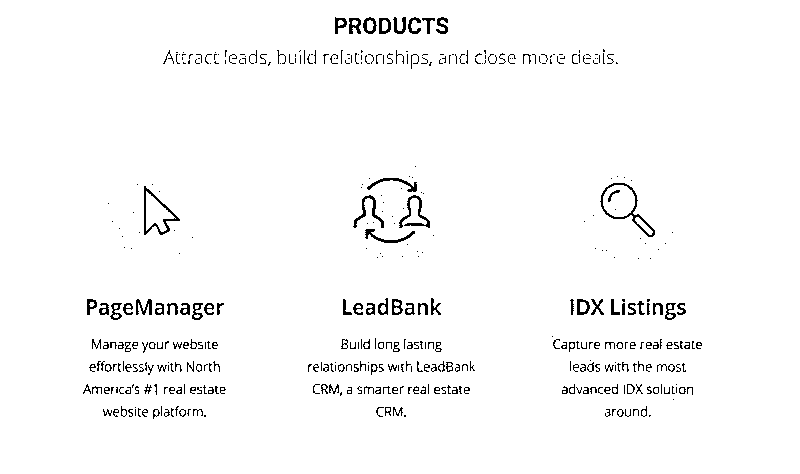 PRODUCTS
Attract leads, build relationships, and close more deals.
PageManager
Manage your website
effortlessly with North
America's #1 real estate
website platform.
LeadBank
Build long lasting
relationships with LeadBank
CRM, a smarter real estate
CRM.
IDX Listings
Capture more real estate
leads with the most
advanced IDX solution
around.